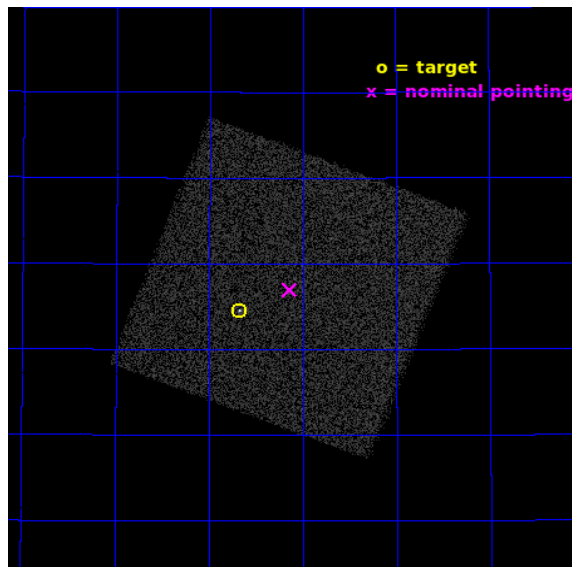 o = target
x = nominal pointing